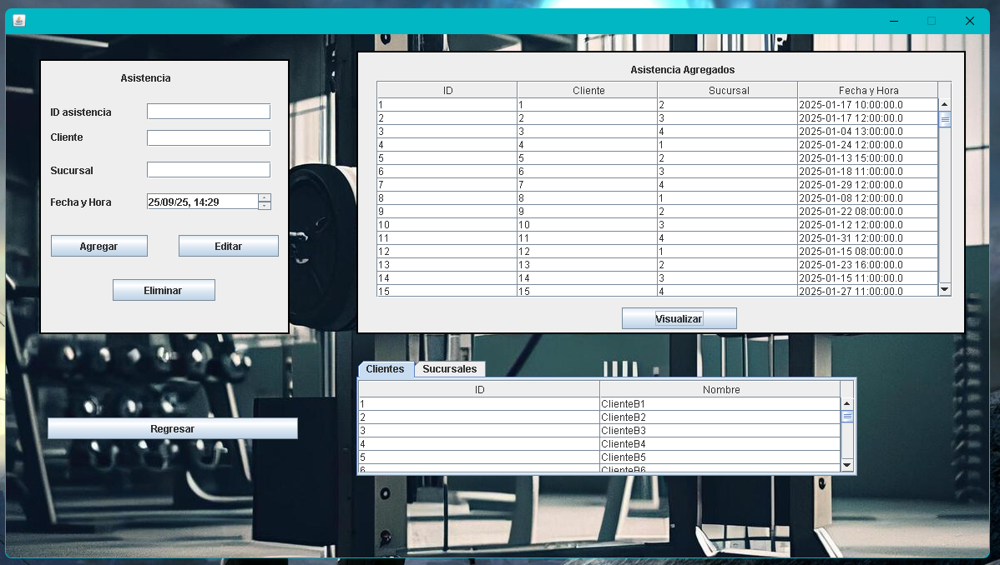 Asistencia
ID asistencia
Cliente
Sucursal
Fecha y Hora 25/09/25, 14:29
Agregar Editar
Eliminar
Regresar
Asistencia Agregados
ID Cliente Sucursal Fecha y Hora
1 1 2 2025-01-17 10:00:00.0
2 2 3 2025-01-17 12:00:00.0
3 3 4 2025-01-04 13:00:00.0
4 4 1 2025-01-24 12:00:00.0
5 5 2 2025-01-13 15:00:00.0
6 6 3 2025-01-18 11:00:00.0
7 7 4 2025-01-29 12:00:00.0
8 8 1 2025-01-08 12:00:00.0
9 9 2 2025-01-22 08:00:00.0
10 10 3 2025-01-12 12:00:00.0
11 11 4 2025-01-31 12:00:00.0
12 12 1 2025-01-15 08:00:00.0
13 13 2 2025-01-23 16:00:00.0
14 14 3 2025-01-15 11:00:00.0
15 15 4 2025-01-27 11:00:00.0
Visualizar
Clientes Sucursales
ID Nombre
1 ClienteB1
2 ClienteB2
3 ClienteB3
4 ClienteB4
5 ClienteB5
6 ClienteB6